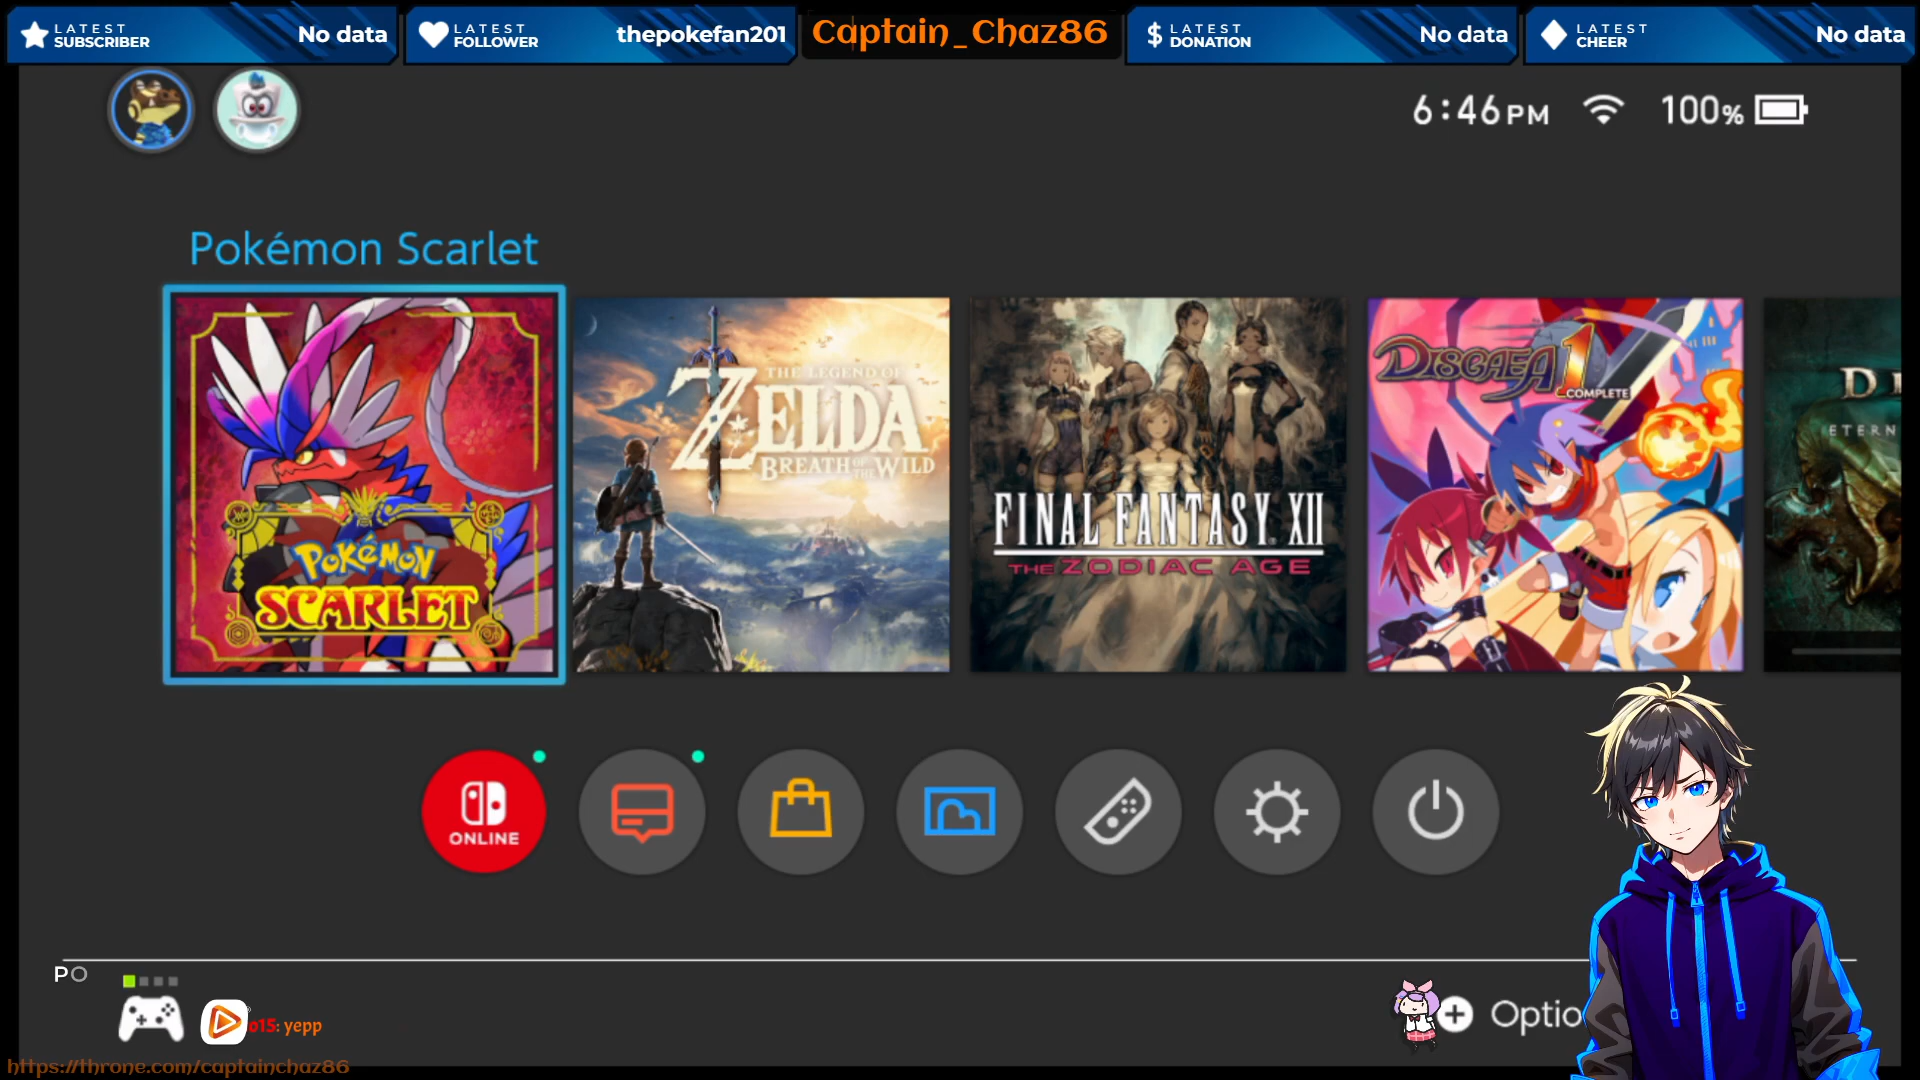 LATEST
SUBSCRIBER
No data
LATEST
FOLLOWER
thepokefan201
Captain_Chaz86
LATEST
DONATION
No data
LATEST
CHEER
No data
6:46PM
100%
Pokémon Scarlet
POKéMON
SCARLET
THE LEGEND OF
ZELDA
BREATH OF THE WILD
FINAL FANTASY XII
THE ZODIAC AGE
DISGAEA 1
COMPLETE
ETERN
ONLINE
PO
o15: yepp
+ Optio
https://throne.com/captainchaz86